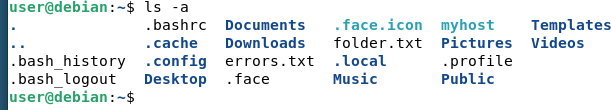 user@debian:~$ ls -a
. .bashrc Documents .face.icon myhost Templates
.. .cache Downloads folder.txt Pictures Videos
.bash_history .config errors.txt .local .profile
.bash_logout Desktop .face Music Public
user@debian:~$